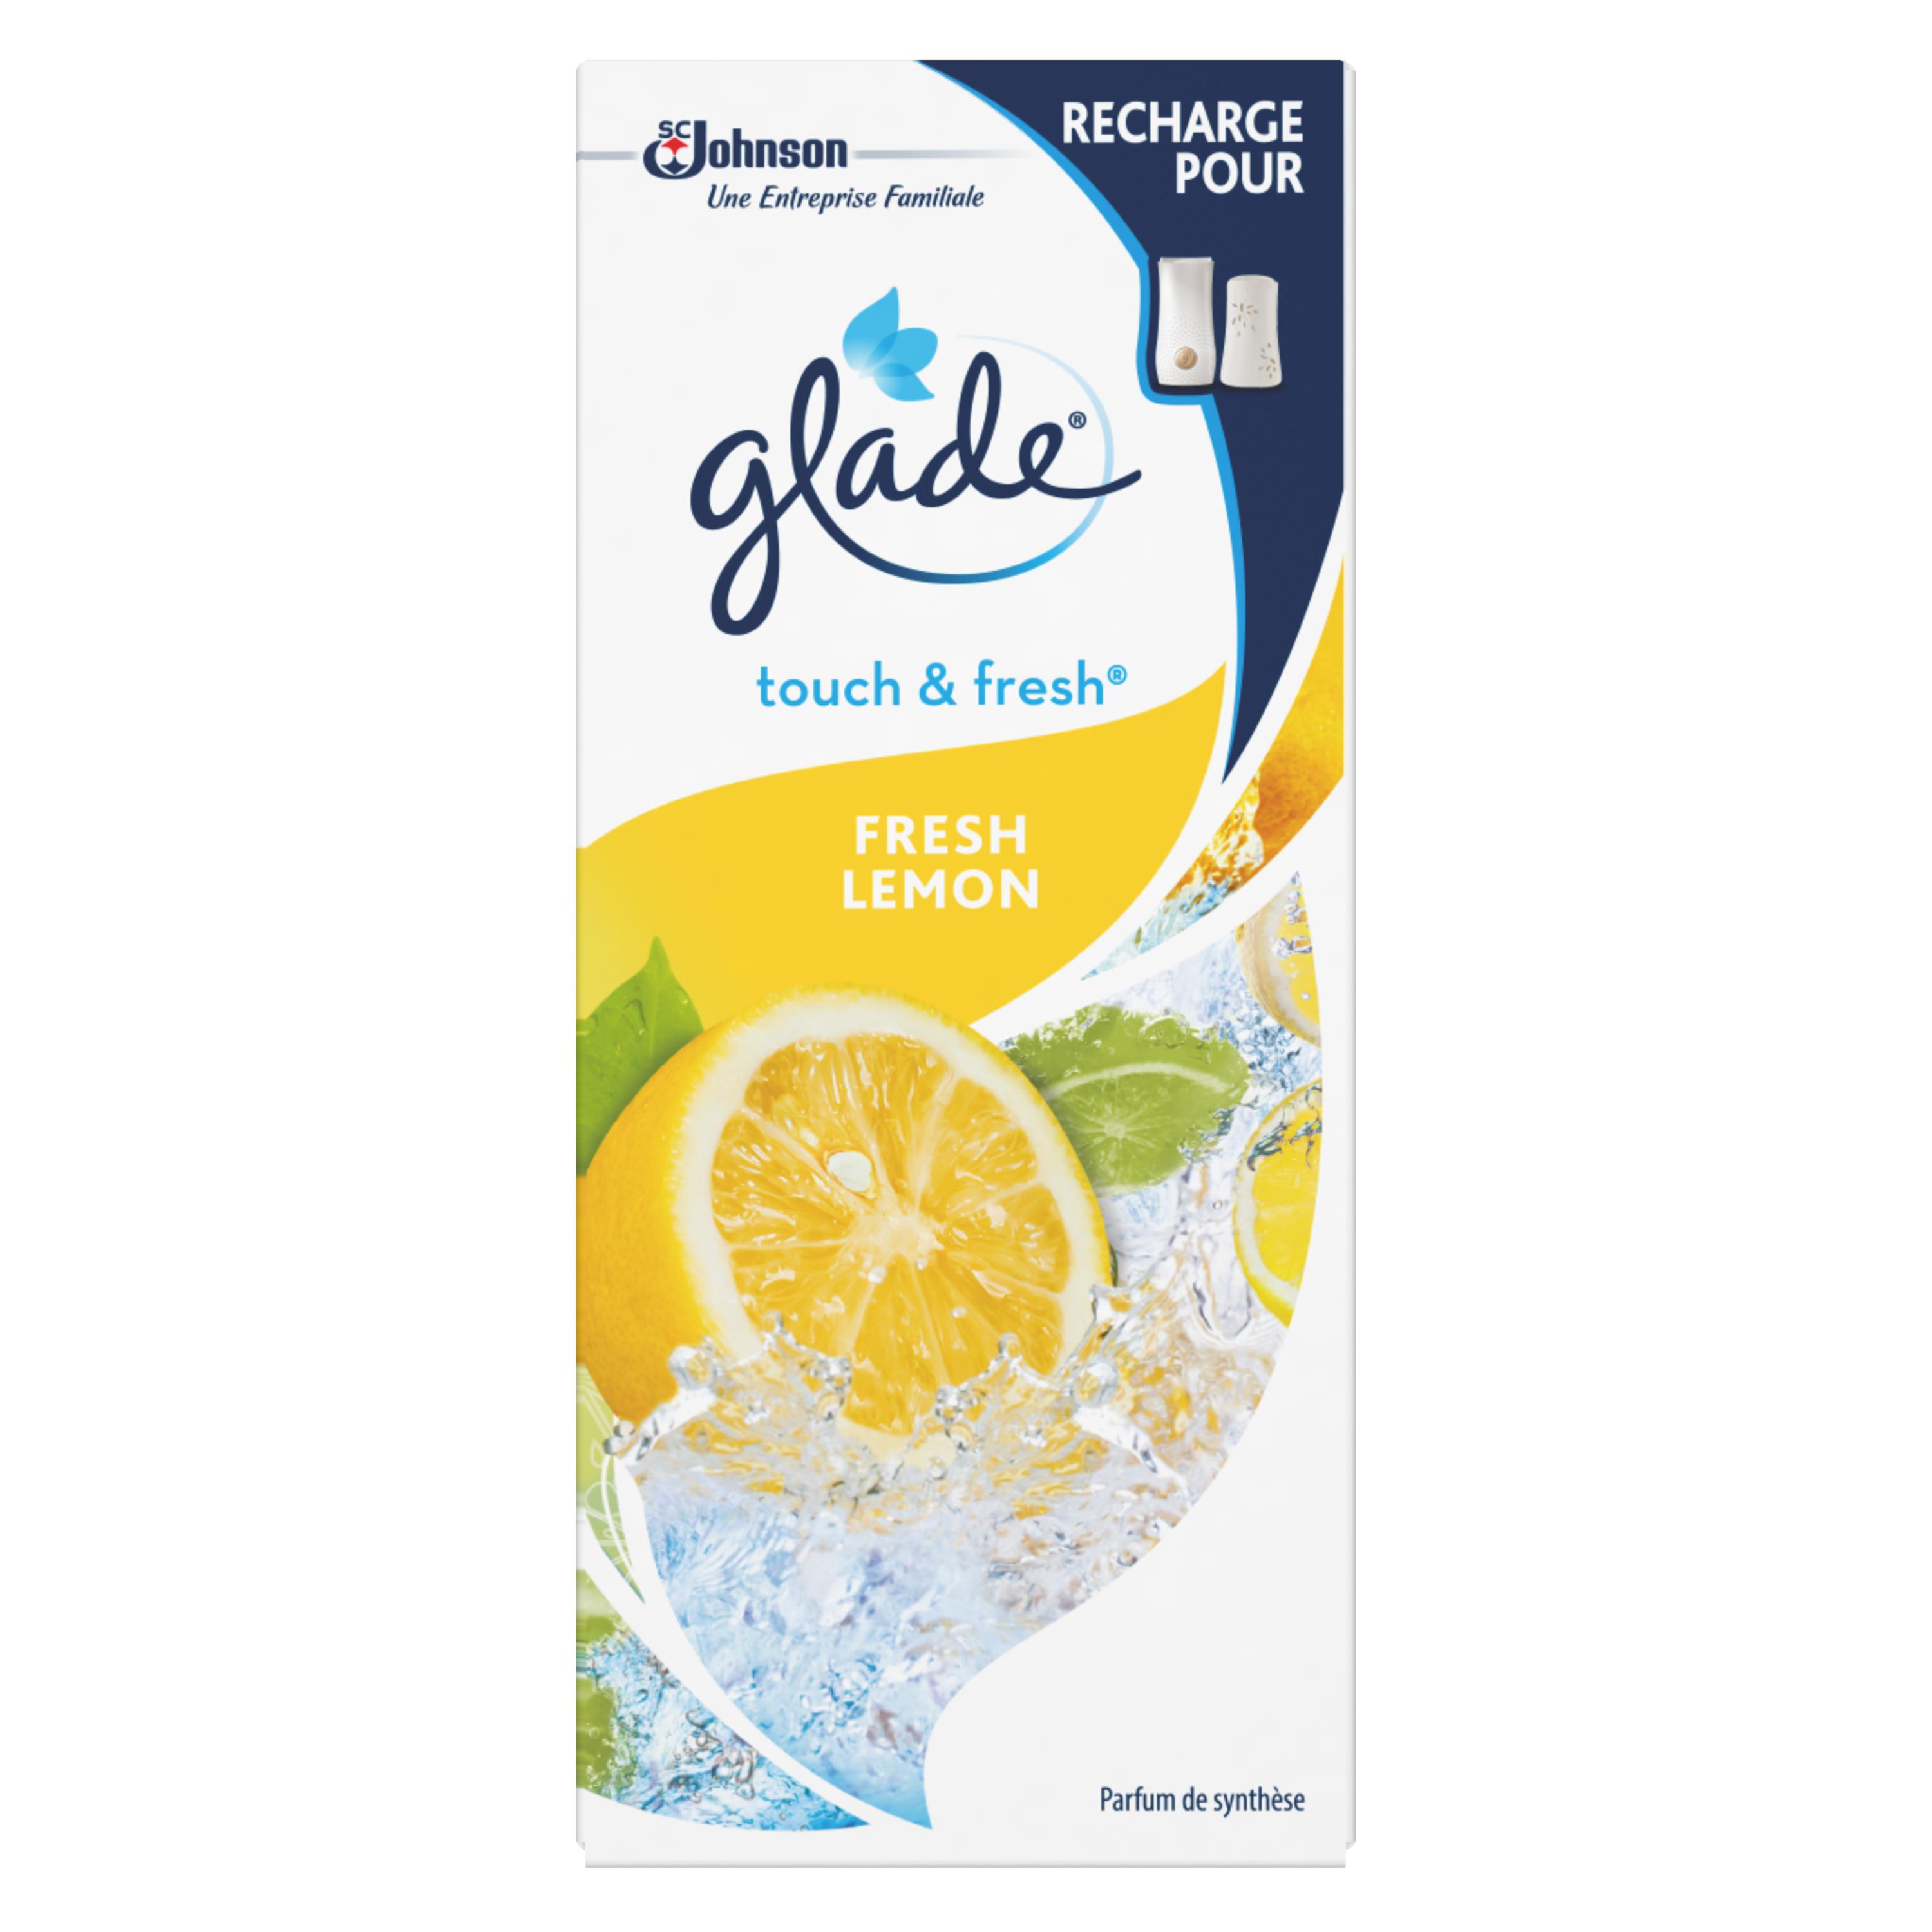 SC Johnson
Une Entreprise Familiale
RECHARGE
POUR
glade®
touch & fresh®
FRESH
LEMON
Parfum de synthèse